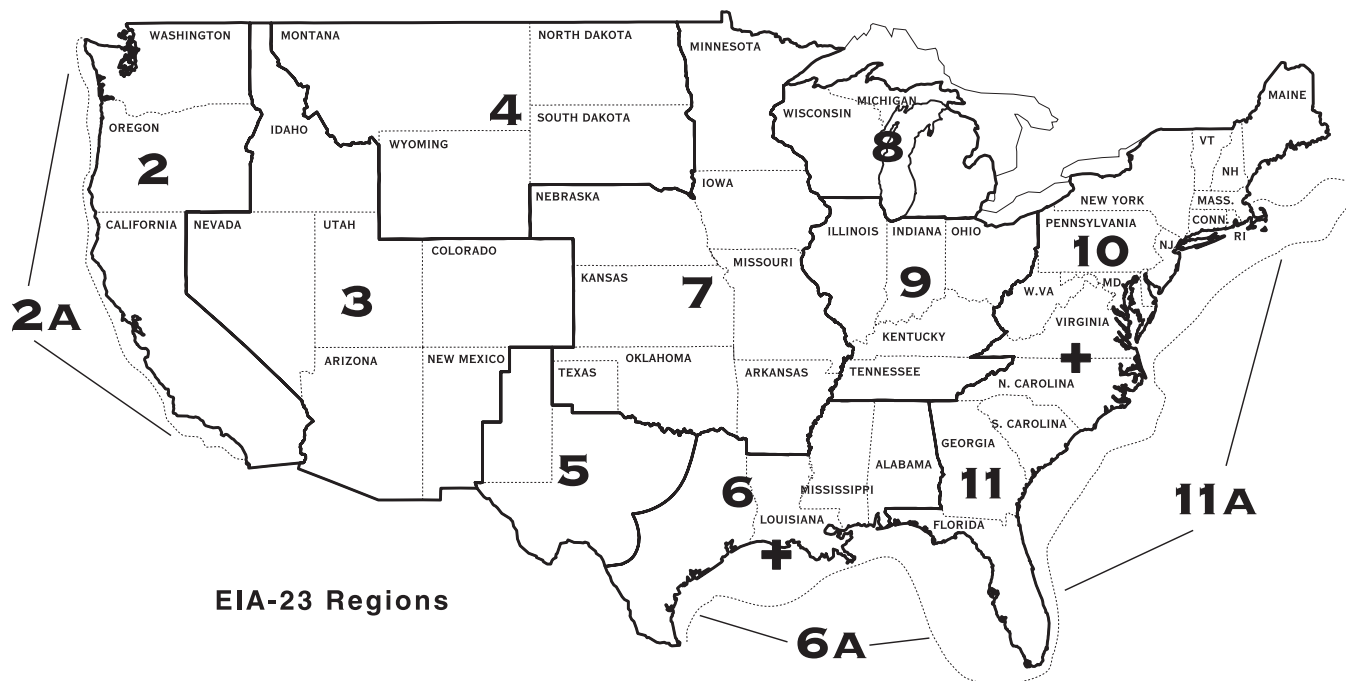 WASHINGTON
MONTANA
NORTH DAKOTA
MINNESOTA
MAINE
WISCONSIN
MICHIGAN
4
SOUTH DAKOTA
OREGON
IDAHO
WYOMING
8
VT
NH
2
IOWA
NEBRASKA
NEW YORK
MASS.
CALIFORNIA
NEVADA
UTAH
COLORADO
ILLINOIS
INDIANA
OHIO
PENNSYLVANIA
CONN.
RI
10
NJ
MISSOURI
KANSAS
7
9
W.VA
MD.
3
2A
VIRGINIA
KENTUCKY
ARIZONA
NEW MEXICO
TEXAS
OKLAHOMA
ARKANSAS
TENNESSEE
N. CAROLINA
S. CAROLINA
GEORGIA
5
6
ALABAMA
MISSISSIPPI
11
11A
LOUISIANA
FLORIDA
EIA-23 Regions
6A